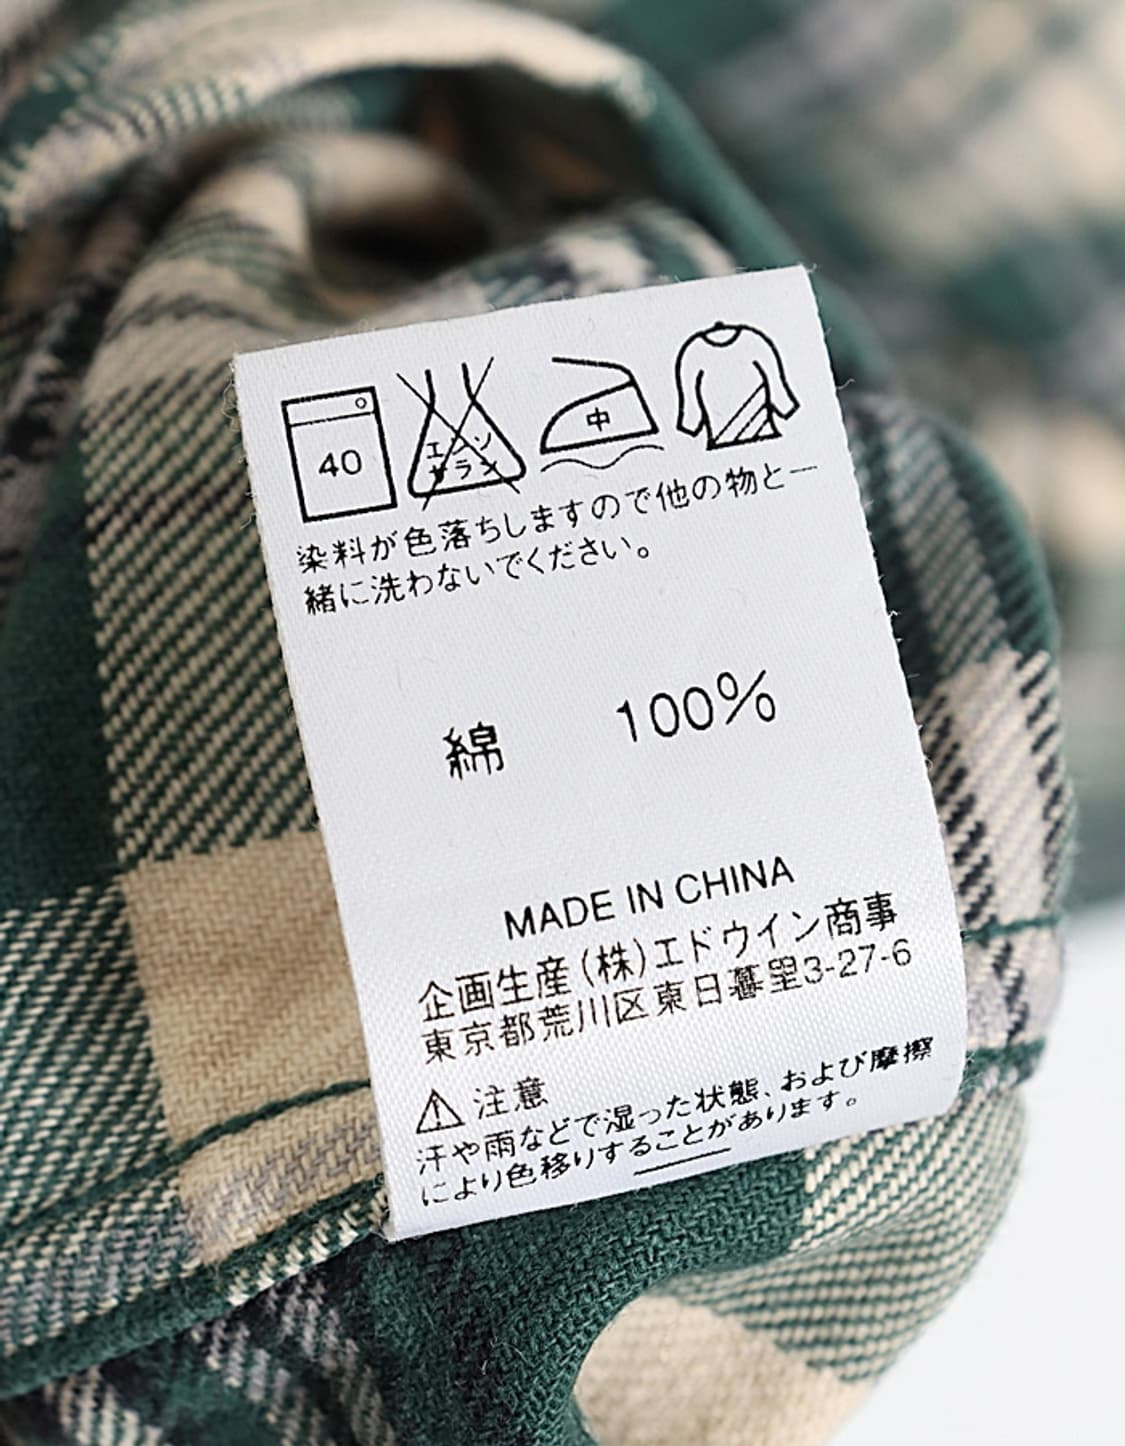 40
エンソ
サラシ
中
染料が色落ちしますので他の物と一
緒に洗わないでください。
綿 100%
MADE IN CHINA
企画生産(株)エドウイン商事
東京都荒川区東日暮里3-27-6
注意
汗や雨などで湿った状態、および摩擦
により色移りすることがあります。